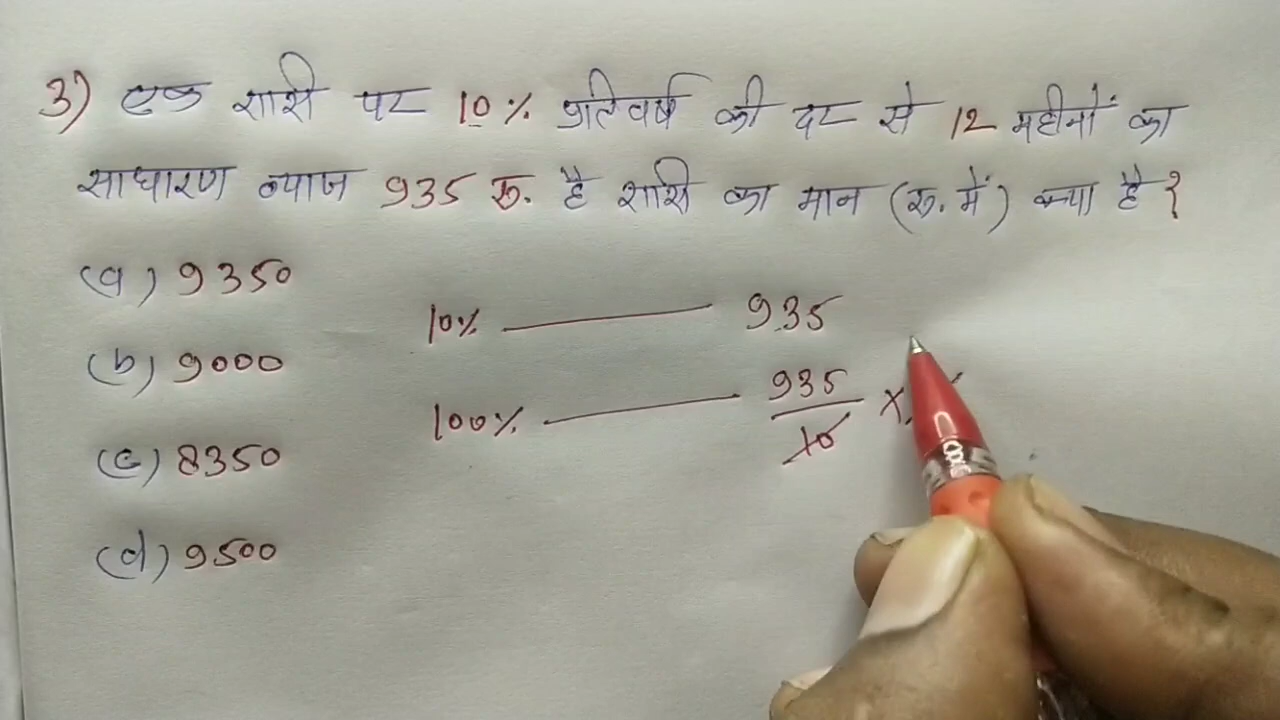 3) एक राशि पर 10% प्रतिवर्ष की दर से 12 महीनों का
साधारण ब्याज 935 रू. है राशि का मान (रू. में) क्या है ?
(a) 9350
(b) 9000
(c) 8350
(d) 9500
10% — 935
100% — 935/10 ×